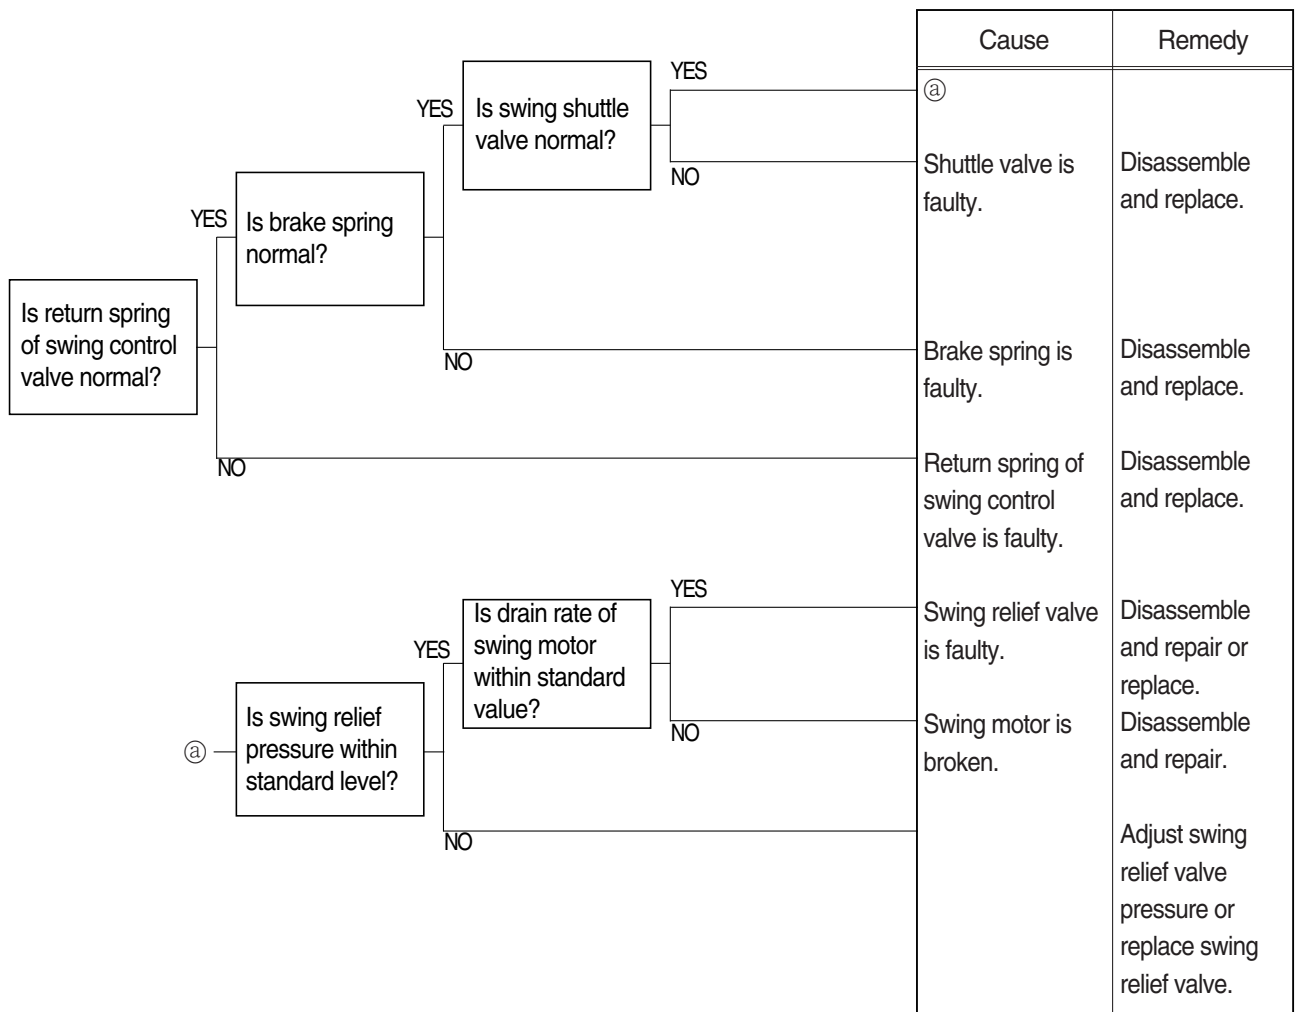 Cause
Remedy
YES
ⓐ
YES
Is swing shuttle
valve normal?
NO
Shuttle valve is
faulty.
Disassemble
and replace.
YES
Is brake spring
normal?
Is return spring
of swing control
valve normal?
NO
Brake spring is
faulty.
Disassemble
and replace.
NO
Return spring of
swing control
valve is faulty.
Disassemble
and replace.
YES
Is drain rate of
swing motor
within standard
value?
YES
Swing relief valve
is faulty.
Disassemble
and repair or
replace.
ⓐ
Is swing relief
pressure within
standard level?
NO
Swing motor is
broken.
Disassemble
and repair.
NO
Adjust swing
relief valve
pressure or
replace swing
relief valve.